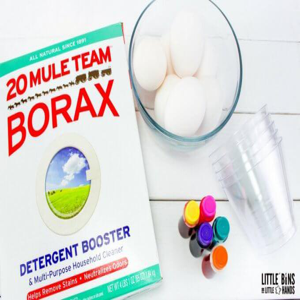 ALL NATURAL SINCE 1891
20 MULE TEAM
BORAX
DETERGENT BOOSTER
& Multi-Purpose Household Cleaner
Helps Remove Stains • Neutralizes Odors
LITTLE BINS
for LITTLE HANDS